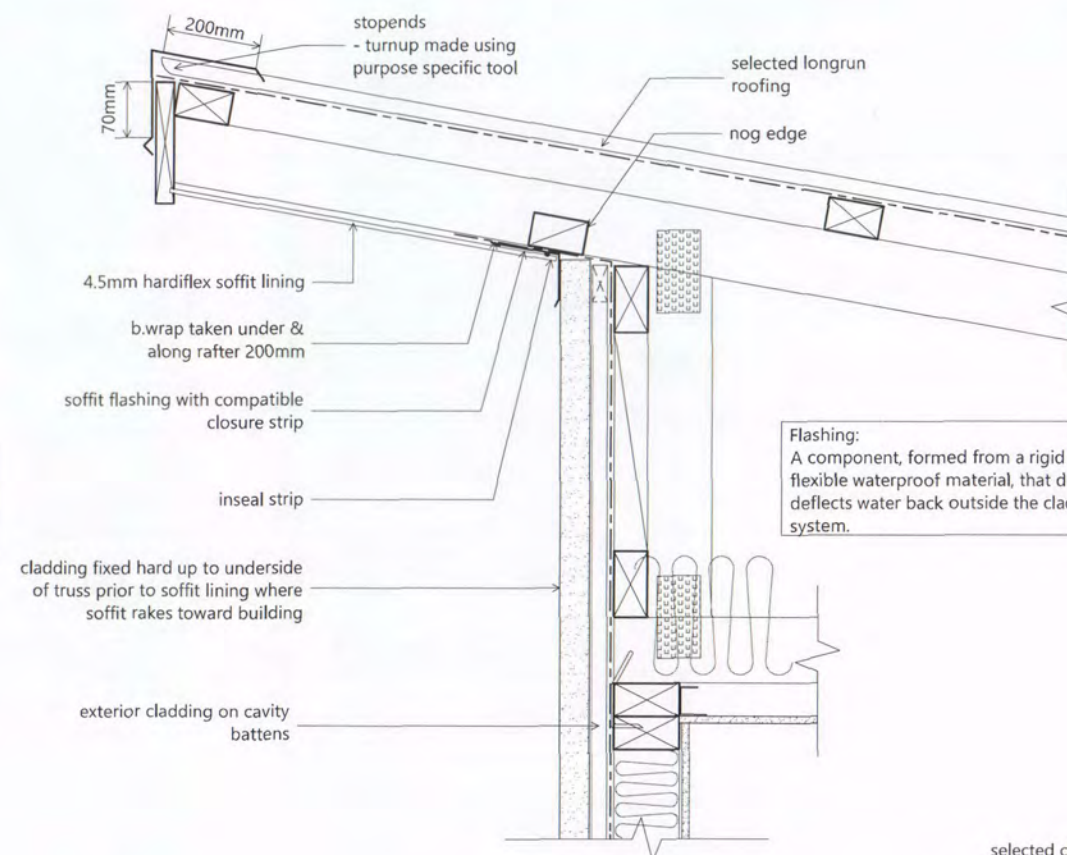 200mm
stopends
- turnup made using
purpose specific tool
selected longrun
roofing
70mm
nog edge
4.5mm hardiflex soffit lining
b.wrap taken under &
along rafter 200mm
soffit flashing with compatible
closure strip
inseal strip
Flashing:
A component, formed from a rigid
flexible waterproof material, that d
deflects water back outside the cla
system.
cladding fixed hard up to underside
of truss prior to soffit lining where
soffit rakes toward building
exterior cladding on cavity
battens
selected c